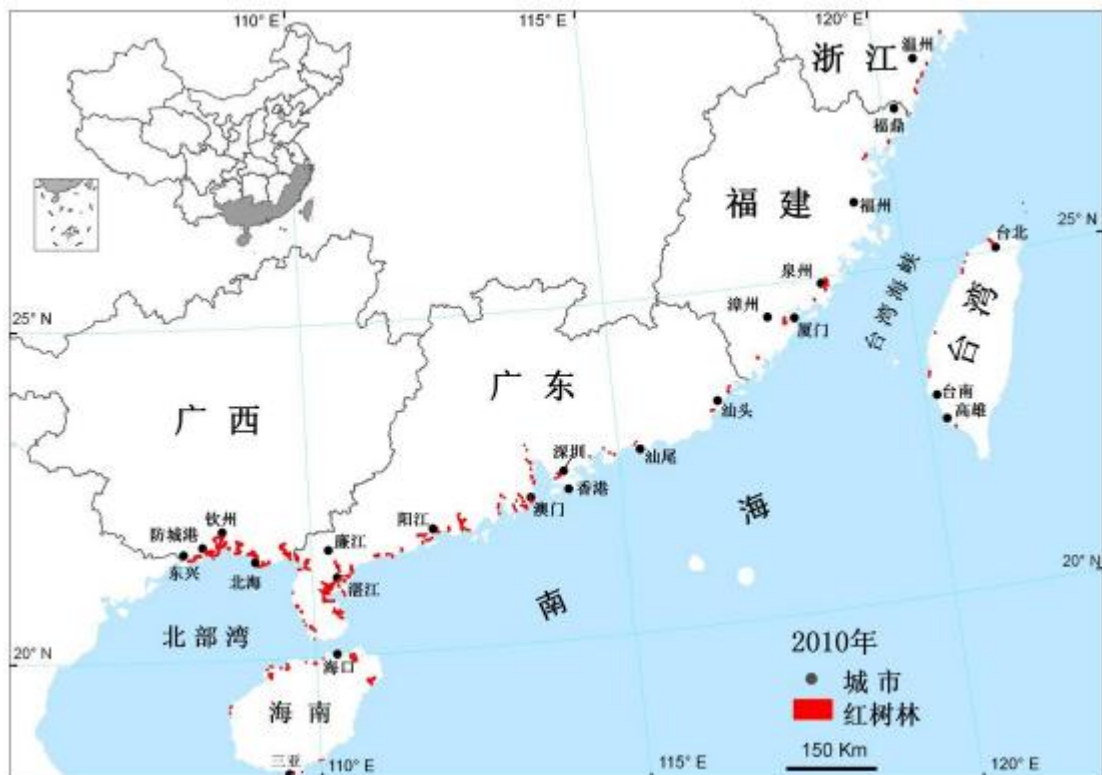 110° E
115° E
120° E
浙 江
温州
福鼎
福 建
福州
25° N
台北
泉州
台湾海峡
漳州
厦门
台湾
25° N
广 东
广 西
台南
高雄
汕头
深圳
汕尾
香港
澳门
海
钦州
阳江
防城港
廉江
东兴
北海
湛江
20° N
南
北 部 湾
20° N
海口
2010年
城 市
海 南
红树林
150 Km
三亚
110° E
115° E
120° E